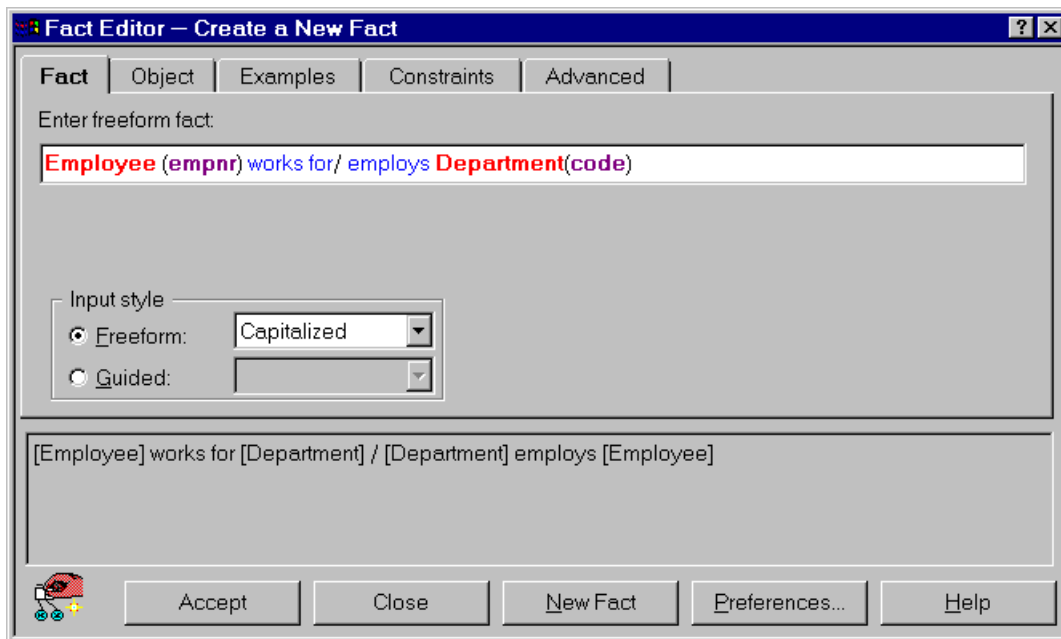 Fact Editor — Create a New Fact
Fact Object Examples Constraints Advanced
Enter freeform fact:
Employee (empnr) works for/ employs Department(code)
Input style
Freeform: Capitalized
Guided:
[Employee] works for [Department] / [Department] employs [Employee]
Accept Close New Fact Preferences... Help